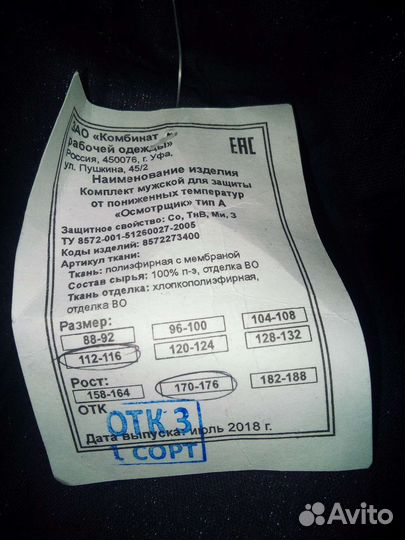 ЗАО «Комбинат
рабочей одежды»
Россия, 450076, г. Уфа,
ул. Пушкина, 45/2
ЕАС
Наименование изделия
Комплект мужской для защиты
от пониженных температур
«Осмотрщик» тип А
Защитное свойство: Со, ТнВ, Ми, З
ТУ 8572-001-51260027-2005
Коды изделий: 8572273400
Артикул ткани:
Ткань: полиэфирная с мембраной
Состав сырья: 100% п-э, отделка ВО
Ткань отделка: хлопкополиэфирная,
отделка ВО
Размер:
88-92 96-100 104-108
112-116 120-124 128-132
Рост:
158-164 170-176 182-188
ОТК
ОТК 3
Дата выпуска: июль 2018 г.
1 СОРТ
Avito